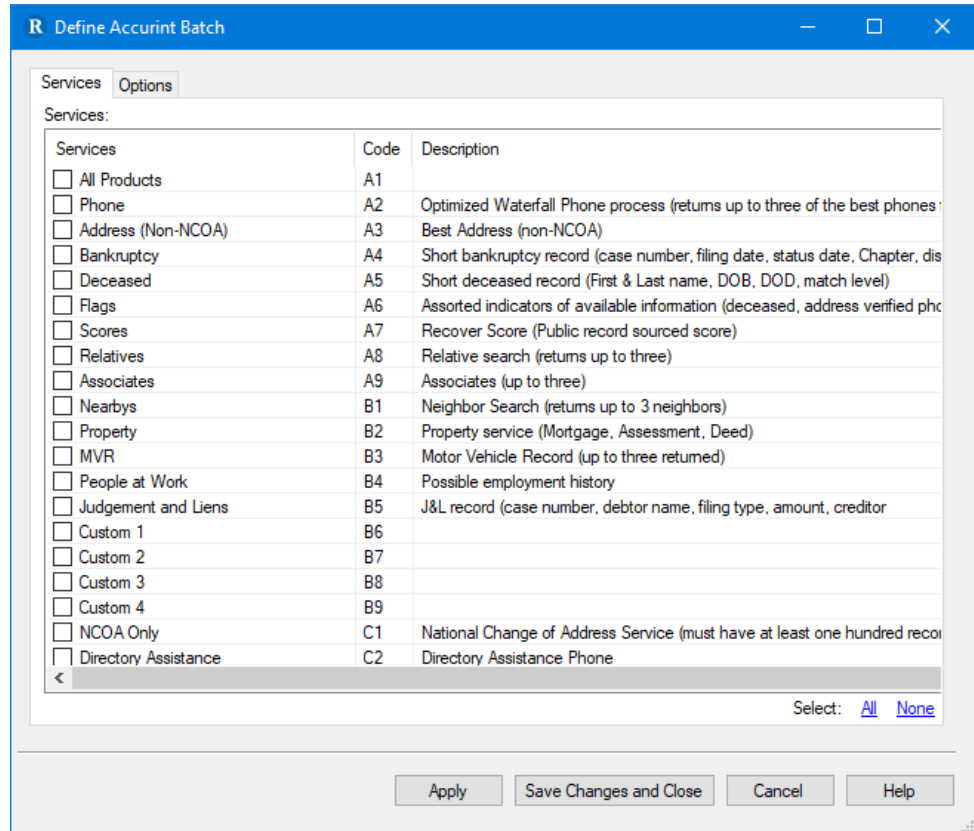 R Define Accurint Batch
Services Options
Services:
Services Code Description
All Products A1
Phone A2 Optimized Waterfall Phone process (returns up to three of the best phones
Address (Non-NCOA) A3 Best Address (non-NCOA)
Bankruptcy A4 Short bankruptcy record (case number, filing date, status date, Chapter, dis
Deceased A5 Short deceased record (First & Last name, DOB, DOD, match level)
Flags A6 Assorted indicators of available information (deceased, address verified pho
Scores A7 Recover Score (Public record sourced score)
Relatives A8 Relative search (returns up to three)
Associates A9 Associates (up to three)
Nearbys B1 Neighbor Search (returns up to 3 neighbors)
Property B2 Property service (Mortgage, Assessment, Deed)
MVR B3 Motor Vehicle Record (up to three returned)
People at Work B4 Possible employment history
Judgement and Liens B5 J&L record (case number, debtor name, filing type, amount, creditor
Custom 1 B6
Custom 2 B7
Custom 3 B8
Custom 4 B9
NCOA Only C1 National Change of Address Service (must have at least one hundred recor
Directory Assistance C2 Directory Assistance Phone
Select: All None
Apply Save Changes and Close Cancel Help